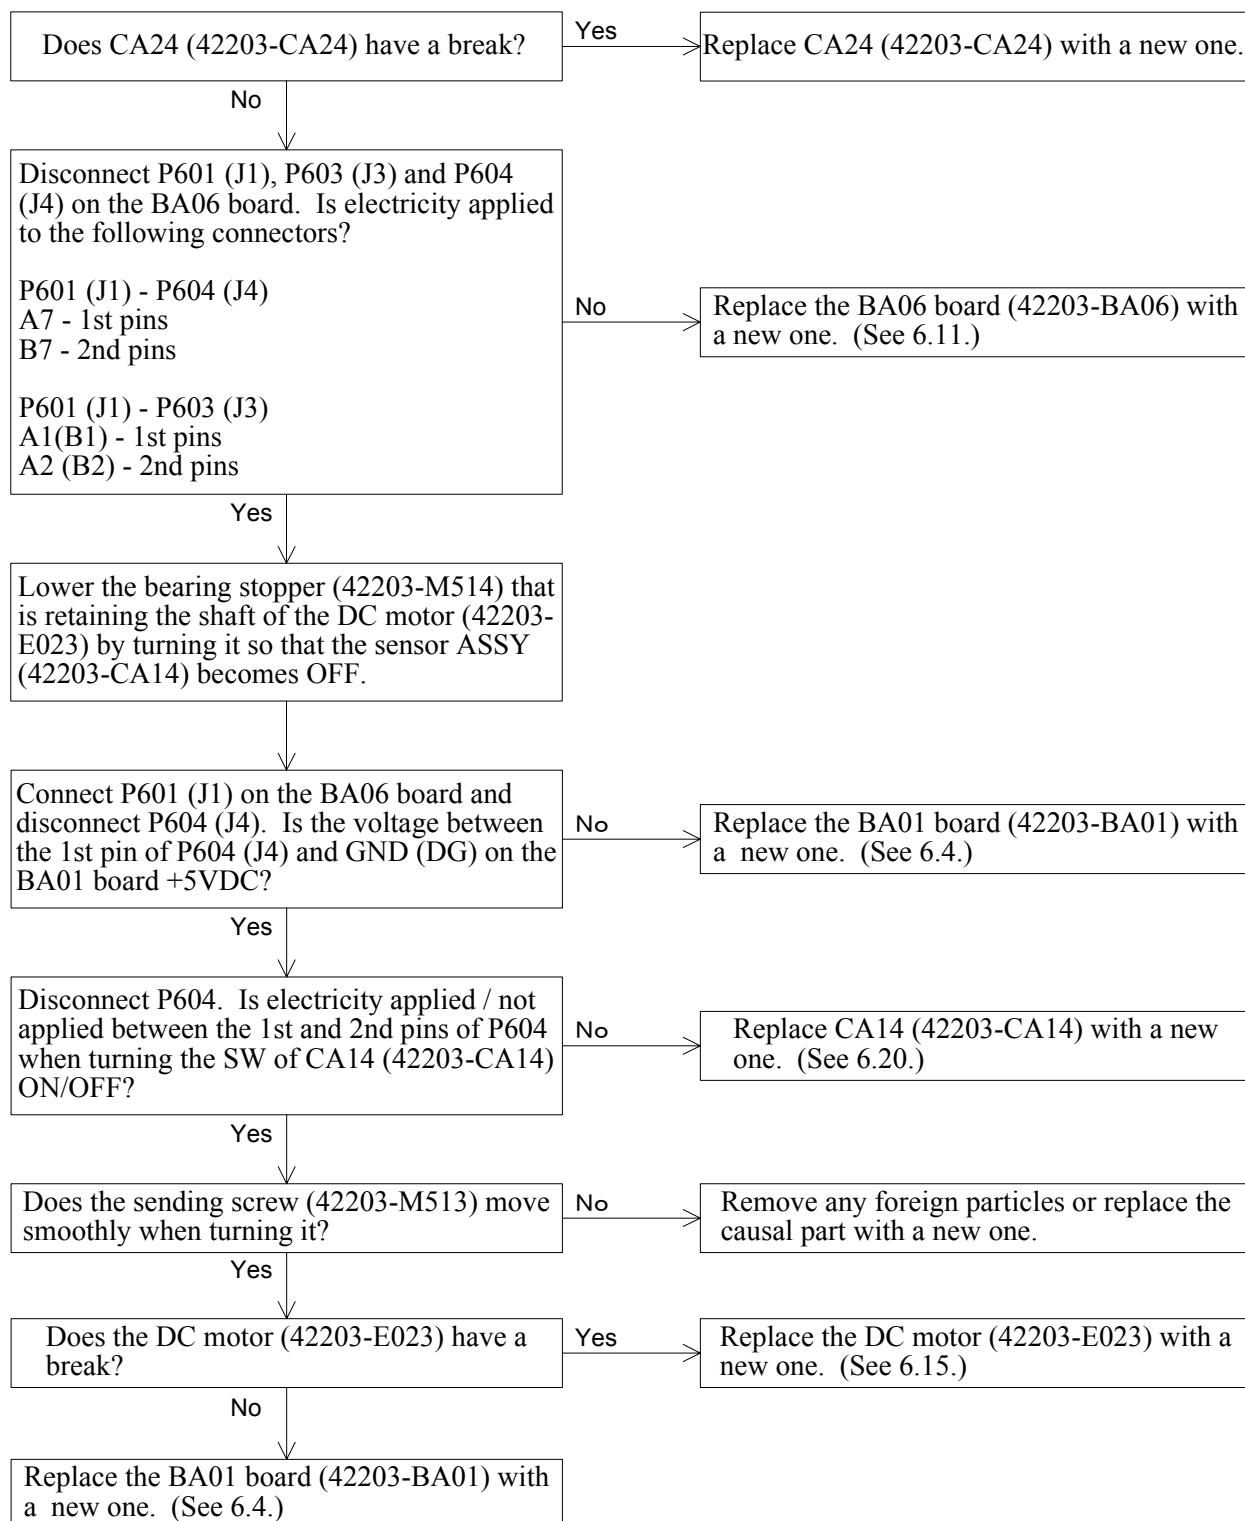 Does CA24 (42203-CA24) have a break?
Yes
Replace CA24 (42203-CA24) with a new one.
No
Disconnect P601 (J1), P603 (J3) and P604
(J4) on the BA06 board.  Is electricity applied
to the following connectors?
P601 (J1) - P604 (J4)
A7 - 1st pins
B7 - 2nd pins
P601 (J1) - P603 (J3)
A1(B1) - 1st pins
A2 (B2) - 2nd pins
No
Replace the BA06 board (42203-BA06) with
a new one.  (See 6.11.)
Yes
Lower the bearing stopper (42203-M514) that
is retaining the shaft of the DC motor (42203-
E023) by turning it so that the sensor ASSY
(42203-CA14) becomes OFF.
Connect P601 (J1) on the BA06 board and
disconnect P604 (J4).  Is the voltage between
the 1st pin of P604 (J4) and GND (DG) on the
BA01 board +5VDC?
No
Replace the BA01 board (42203-BA01) with
a  new one.  (See 6.4.)
Yes
Disconnect P604.  Is electricity applied / not
applied between the 1st and 2nd pins of P604
when turning the SW of CA14 (42203-CA14)
ON/OFF?
No
Replace CA14 (42203-CA14) with a new
one.  (See 6.20.)
Yes
Does the sending screw (42203-M513) move
smoothly when turning it?
No
Remove any foreign particles or replace the
causal part with a new one.
Yes
Does the DC motor (42203-E023) have a
break?
Yes
Replace the DC motor (42203-E023) with a
new one.  (See 6.15.)
No
Replace the BA01 board (42203-BA01) with
a  new one.  (See 6.4.)